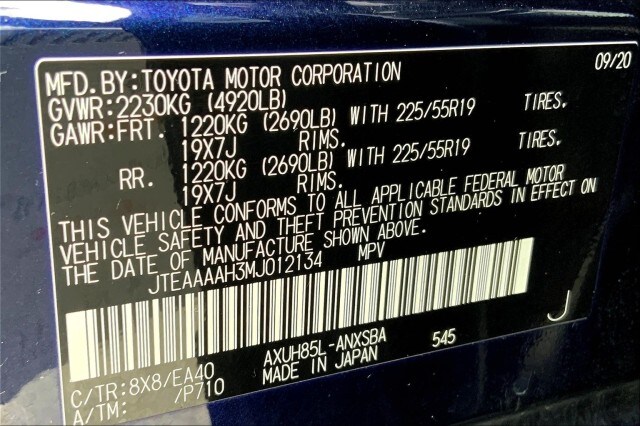 09/20
MFD.BY:TOYOTA MOTOR CORPORATION
GVWR:2230KG (4920LB)
GAWR:FRT. 1220KG (2690LB) WITH 225/55R19 TIRES,
19X7J RIMS.
RR. 1220KG (2690LB) WITH 225/55R19 TIRES,
19X7J RIMS.
THIS VEHICLE CONFORMS TO ALL APPLICABLE FEDERAL MOTOR
VEHICLE SAFETY AND THEFT PREVENTION STANDARDS IN EFFECT ON
THE DATE OF MANUFACTURE SHOWN ABOVE.
JTEAAAAH3MJ012134 MPV
J
AXUH85L-ANXSBA 545
C/TR:8X8/EA40 MADE IN JAPAN
A/TM: /P710